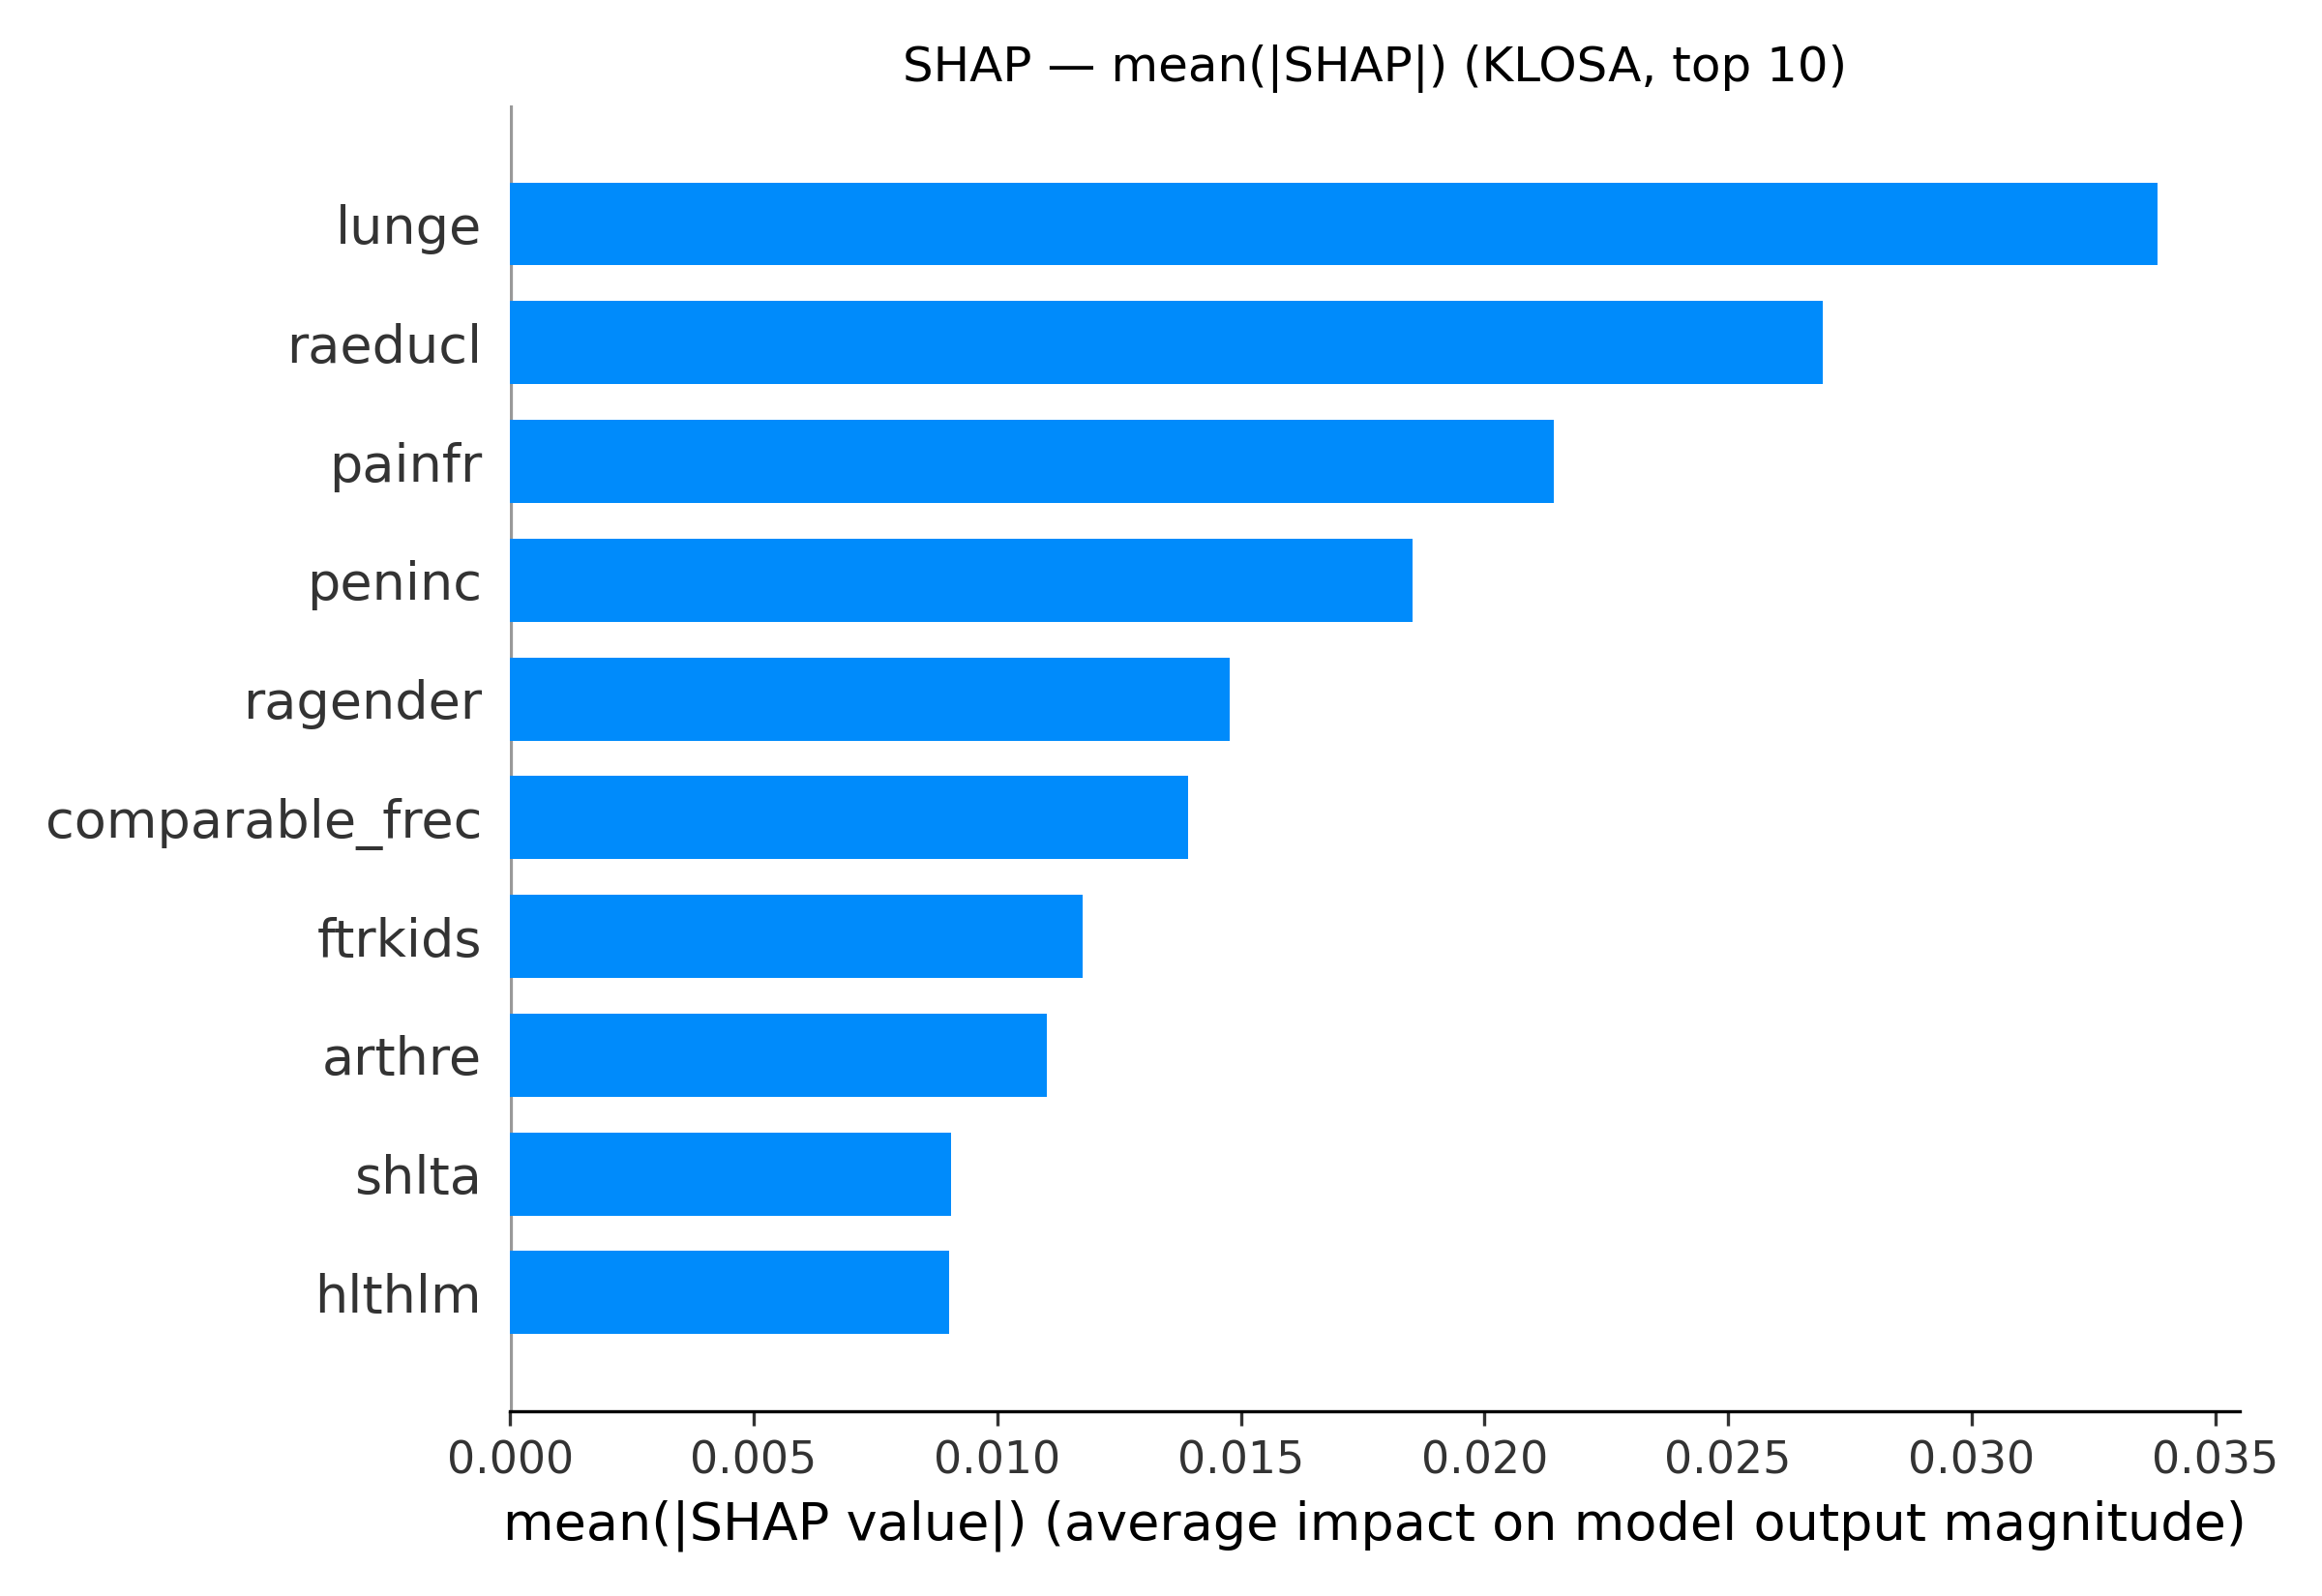 SHAP — mean(|SHAP|) (KLOSA, top 10)
lunge
raeducl
painfr
peninc
ragender
comparable_frec
ftrkids
arthre
shlta
hlthlm
0.000 0.005 0.010 0.015 0.020 0.025 0.030 0.035
mean(|SHAP value|) (average impact on model output magnitude)